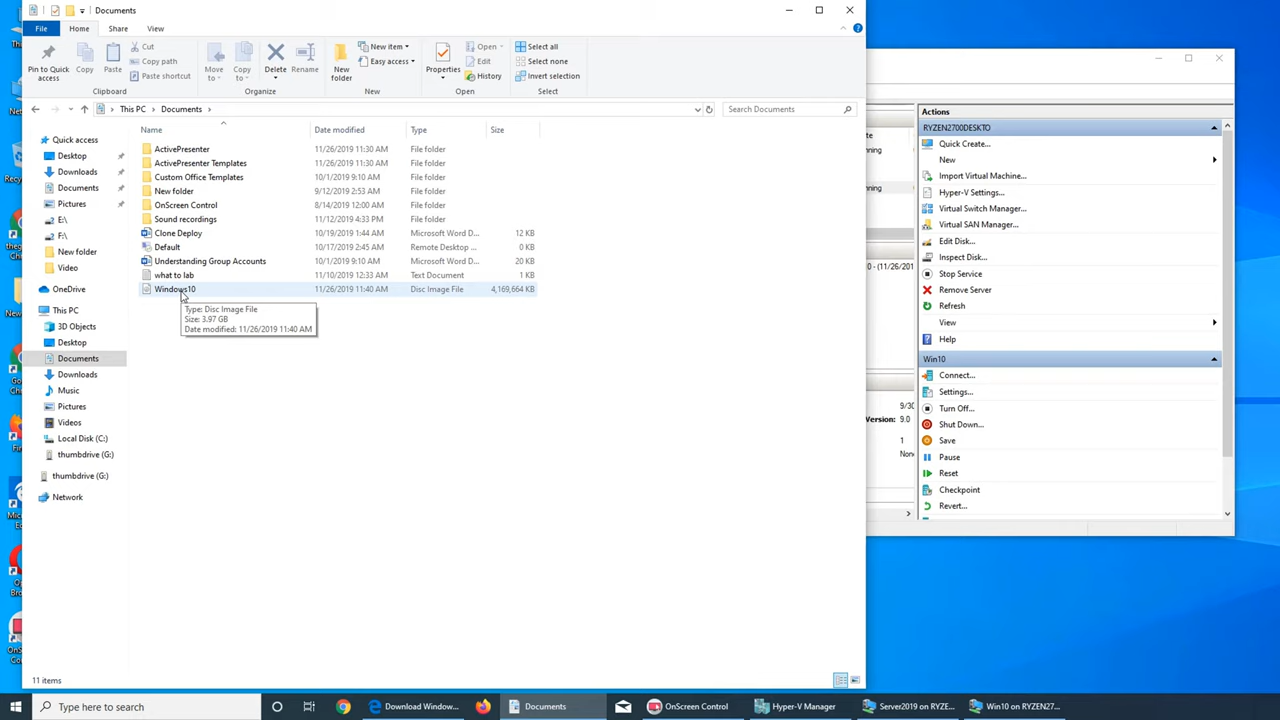 Documents
File Home Share View
Pin to Quick access
Copy
Paste
Cut
Copy path
Paste shortcut
Clipboard
Move to
Copy to
Delete
Rename
Organize
New folder
New item
Easy access
New
Properties
Open
Edit
History
Open
Select all
Select none
Invert selection
Select
This PC Documents
Search Documents
Name Date modified Type Size
Quick access
Desktop
Downloads
Documents
Pictures
E:\
F:\
New folder
Video
OneDrive
This PC
3D Objects
Desktop
Documents
Downloads
Music
Pictures
Videos
Local Disk (C:)
thumbdrive (G:)
thumbdrive (G:)
Network
ActivePresenter 11/26/2019 11:30 AM File folder
ActivePresenter Templates 11/26/2019 11:30 AM File folder
Custom Office Templates 10/1/2019 9:10 AM File folder
New folder 9/12/2019 2:53 AM File folder
OnScreen Control 8/14/2019 12:00 AM File folder
Sound recordings 11/12/2019 4:33 PM File folder
Clone Deploy 10/19/2019 1:44 AM Microsoft Word D... 12 KB
Default 10/17/2019 2:45 AM Remote Desktop ... 0 KB
Understanding Group Accounts 10/1/2019 9:10 AM Microsoft Word D... 20 KB
what to lab 11/10/2019 12:33 AM Text Document 1 KB
Windows10 11/26/2019 11:40 AM Disc Image File 4,169,664 KB
Type: Disc Image File
Size: 3.97 GB
Date modified: 11/26/2019 11:40 AM
11 items
- (11/26/
9/30
Version: 9.0
1
Actions
RYZEN2700DESKTO
Quick Create...
New
Import Virtual Machine...
Hyper-V Settings...
Virtual Switch Manager...
Virtual SAN Manager...
Edit Disk...
Inspect Disk...
Stop Service
Remove Server
Refresh
View
Help
Win10
Connect...
Settings...
Turn Off...
Shut Down...
Save
Pause
Reset
Checkpoint
Revert...
Type here to search
Download Window...
Documents
OnScreen Control
Hyper-V Manager
Server2019 on RYZE...
Win10 on RYZEN27...